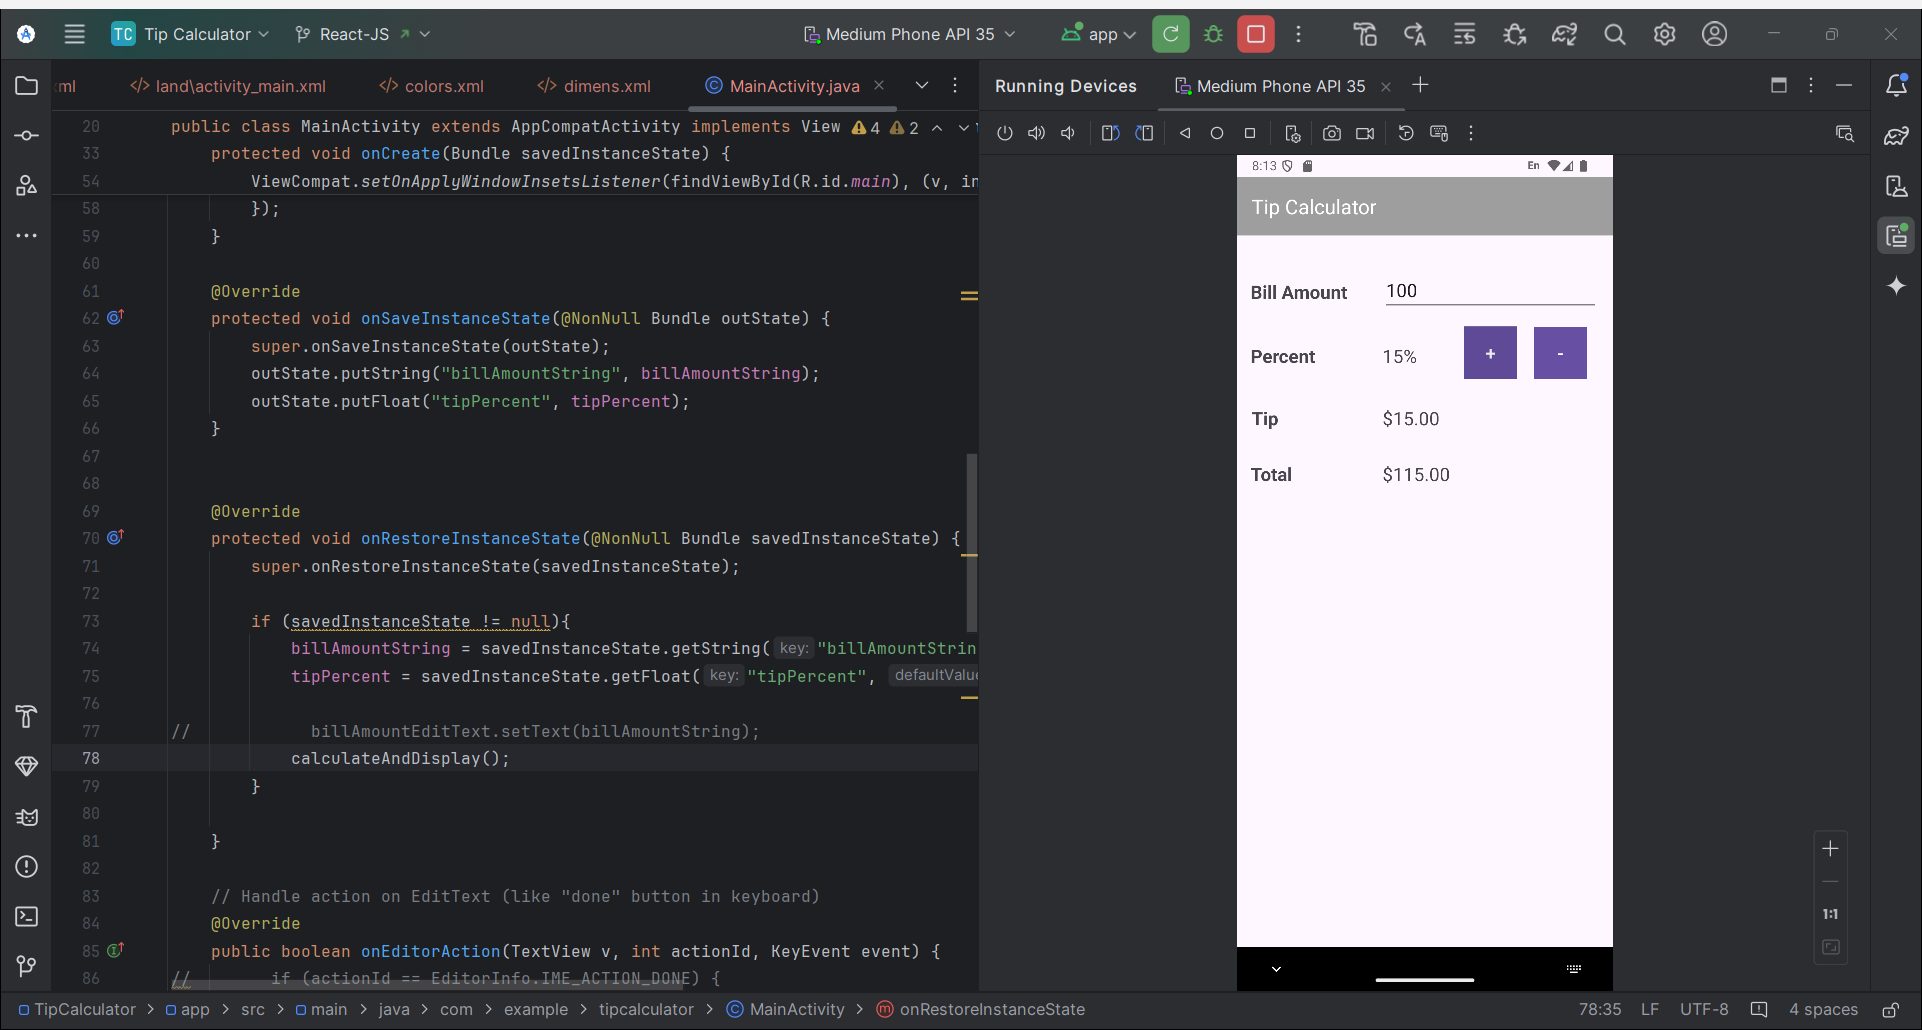 TC Tip Calculator React-JS Medium Phone API 35 app
ml land\activity_main.xml colors.xml dimens.xml MainActivity.java
Running Devices Medium Phone API 35
20 public class MainActivity extends AppCompatActivity implements View 4 2
33 protected void onCreate(Bundle savedInstanceState) {
54 ViewCompat.setOnApplyWindowInsetsListener(findViewById(R.id.main), (v, in
58 });
59 }
60
61 @Override
62 protected void onSaveInstanceState(@NonNull Bundle outState) {
63 super.onSaveInstanceState(outState);
64 outState.putString("billAmountString", billAmountString);
65 outState.putFloat("tipPercent", tipPercent);
66 }
67
68
69 @Override
70 protected void onRestoreInstanceState(@NonNull Bundle savedInstanceState) {
71 super.onRestoreInstanceState(savedInstanceState);
72
73 if (savedInstanceState != null){
74 billAmountString = savedInstanceState.getString( key: "billAmountStrin
75 tipPercent = savedInstanceState.getFloat( key: "tipPercent", defaultValue
76
77 // billAmountEditText.setText(billAmountString);
78 calculateAndDisplay();
79 }
80
81 }
82
83 // Handle action on EditText (like "done" button in keyboard)
84 @Override
85 public boolean onEditorAction(TextView v, int actionId, KeyEvent event) {
86 // if (actionId == EditorInfo.IME_ACTION_DONE) {
8:13 En
Tip Calculator
Bill Amount 100
Percent 15% + -
Tip $15.00
Total $115.00
1:1
TipCalculator > app > src > main > java > com > example > tipcalculator > MainActivity > onRestoreInstanceState
78:35 LF UTF-8 4 spaces